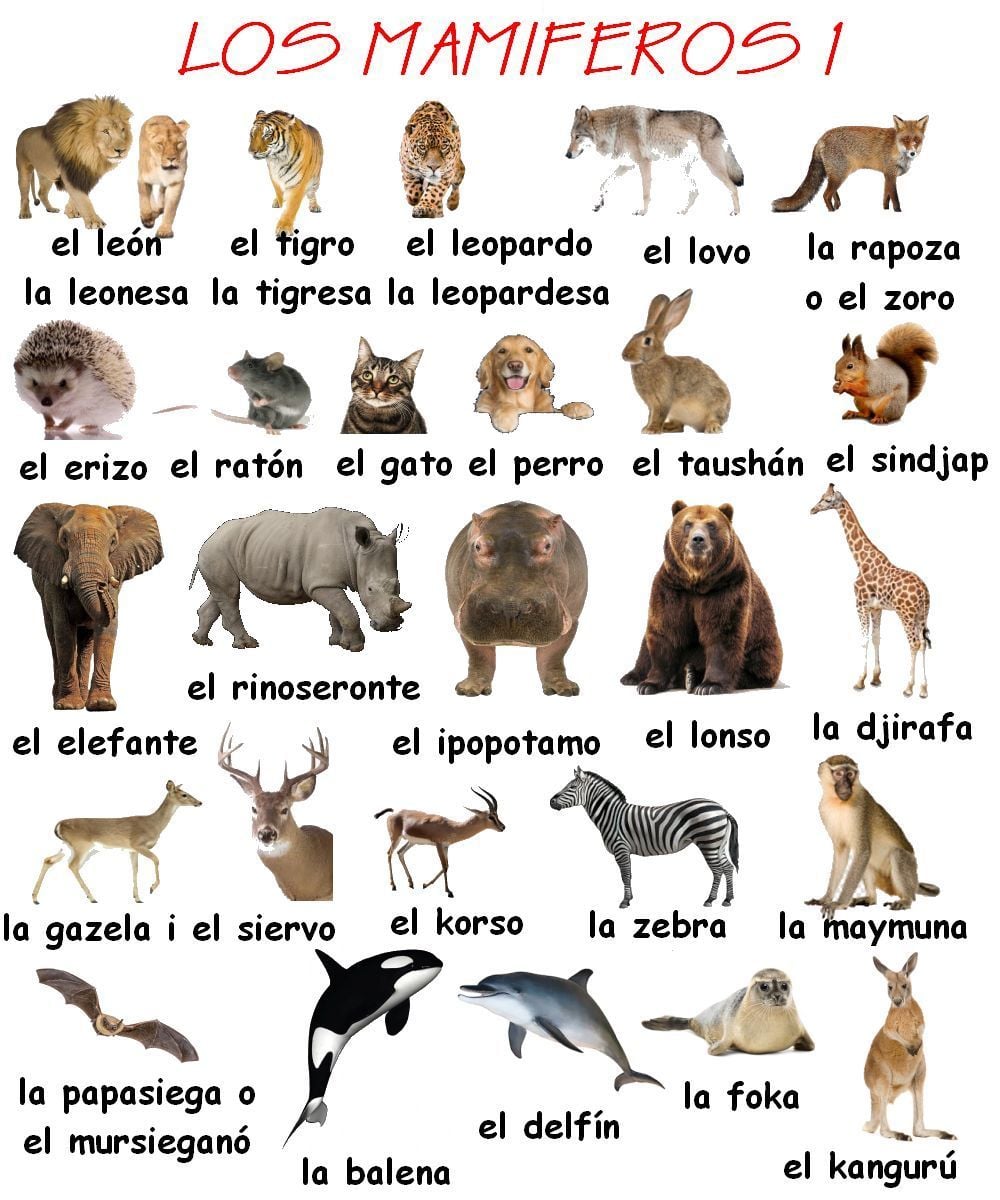 LOS MAMIFEROS 1
el león
la leonesa
el tigro
la tigresa
el leopardo
la leopardesa
el lovo
la rapoza
o el zoro
el erizo
el ratón
el gato
el perro
el taushán
el sindjap
el elefante
el rinoseronte
el ipopotamo
el lonso
la djirafa
la gazela i el siervo
el korso
la zebra
la maymuna
la papasiega o
el mursieganó
la balena
el delfín
la foka
el kangurú